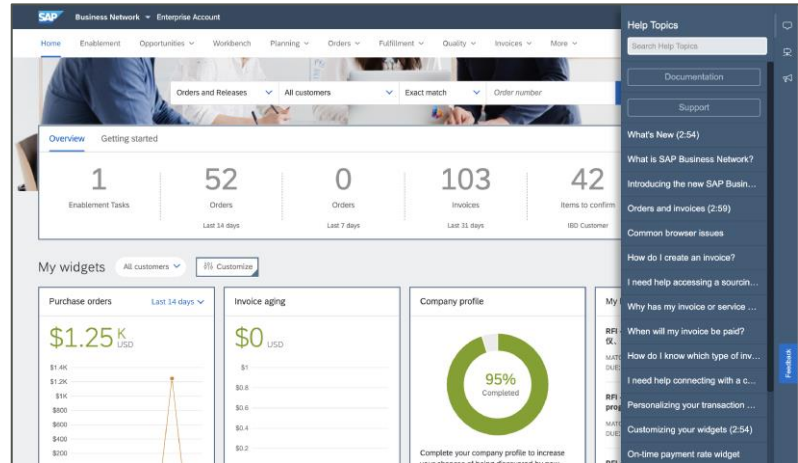 SAP Business Network Enterprise Account
Home Enablement Opportunities Workbench Planning Orders Fulfillment Quality Invoices More
Orders and Releases All customers Exact match Order number
Overview Getting started
1 52 0 103 42
Enablement Tasks Orders Orders Invoices Items to confirm
Last 14 days Last 7 days Last 31 days IBD Customer
My widgets All customers Customize
Purchase orders Last 14 days
$1.25 K
USD
$1.4K
$1.2K
$1K
$800
$600
$400
$200
Invoice aging
$0 USD
$1
$0.8
$0.6
$0.4
$0.2
Company profile
95%
Completed
Complete your company profile to increase
My
RFI
RFI
Help Topics
Search Help Topics
Documentation
Support
What's New (2:54)
What is SAP Business Network?
Introducing the new SAP Busin...
Orders and invoices (2:59)
Common browser issues
How do I create an invoice?
I need help accessing a sourcin...
Why has my invoice or service ...
When will my invoice be paid?
How do I know which type of inv...
I need help connecting with a c...
Personalizing your transaction ...
Customizing your widgets (2:54)
On-time payment rate widget
Feedback